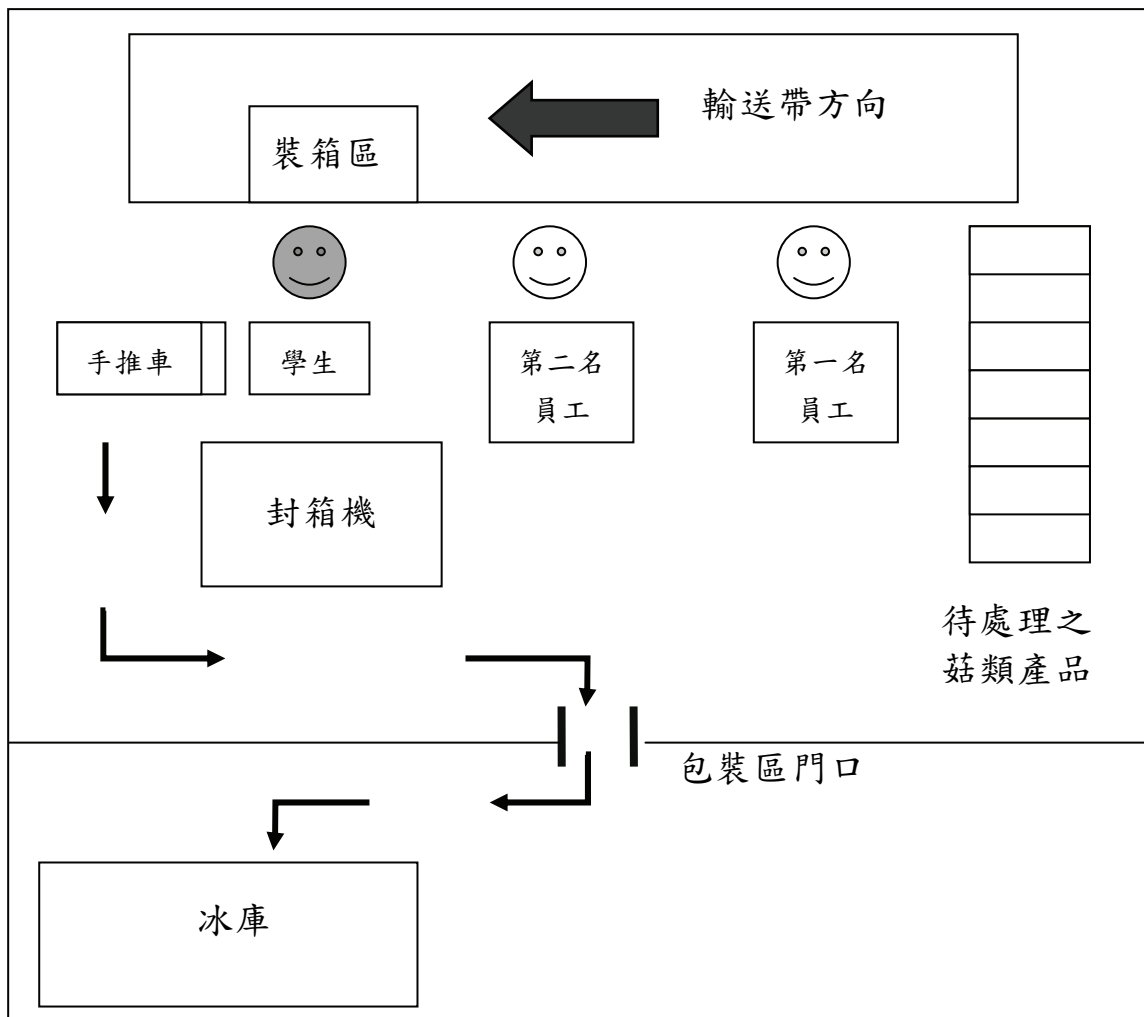 輸送帶方向
裝箱區
手推車
學生
第二名
員工
第一名
員工
封箱機
待處理之
菇類產品
包裝區門口
冰庫